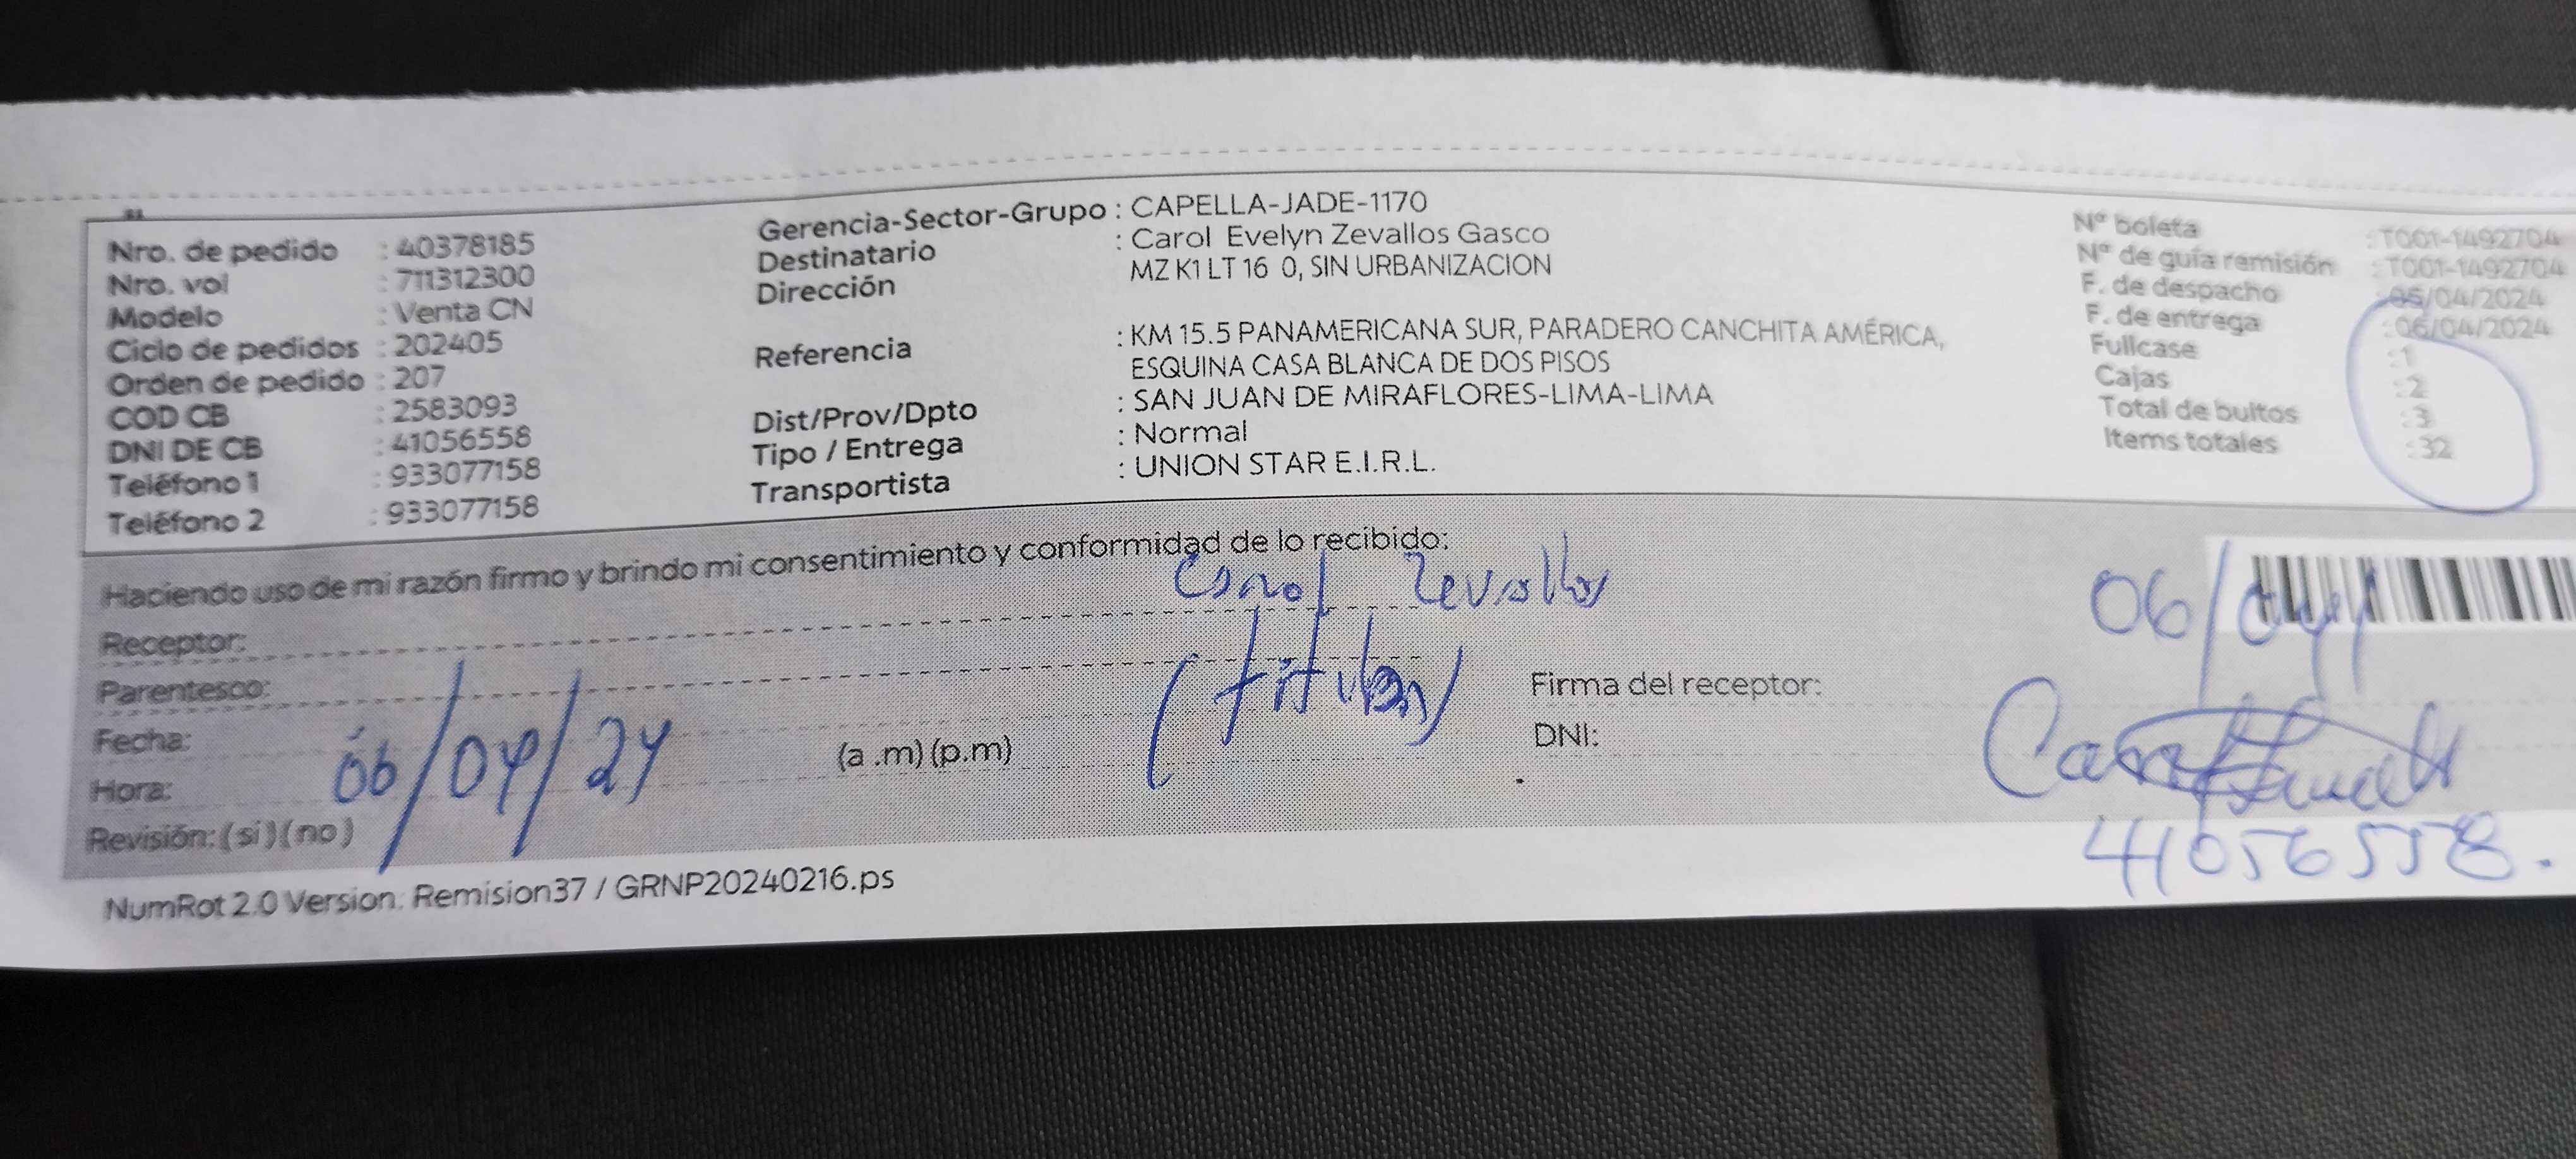 Nro. de pedido : 40378185
Nro. vol : 711312300
Modelo : Venta CN
Ciclo de pedidos : 202405
Orden de pedido : 207
COD CB : 2583093
DNI DE CB : 41056558
Teléfono 1 : 933077158
Teléfono 2 : 933077158
Gerencia-Sector-Grupo : CAPELLA-JADE-1170
Destinatario : Carol Evelyn Zevallos Gasco
Dirección MZ K1 LT 16 0, SIN URBANIZACION
Referencia : KM 15.5 PANAMERICANA SUR, PARADERO CANCHITA AMÉRICA,
ESQUINA CASA BLANCA DE DOS PISOS
Dist/Prov/Dpto : SAN JUAN DE MIRAFLORES-LIMA-LIMA
Tipo / Entrega : Normal
Transportista : UNION STAR E.I.R.L.
Nº boleta : T001-1492704
Nº de guía remisión : T001-1492704
F. de despacho : 05/04/2024
F. de entrega : 06/04/2024
Fullcase : 1
Cajas : 2
Total de bultos : 3
Items totales : 32
Haciendo uso de mi razón firmo y brindo mi consentimiento y conformidad de lo recibido:
Receptor: Carol Zevallos
Parentesco: (titular)
Fecha: 06/04/24
Hora: (a .m) (p.m)
Revisión: (si) (no)
06/04/
Firma del receptor:
DNI: 41056558.
NumRot 2.0 Version: Remision37 / GRNP20240216.ps